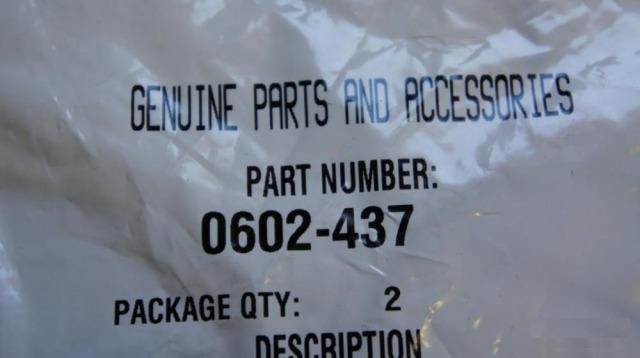 GENUINE PARTS AND ACCESSORIES
PART NUMBER:
0602-437
PACKAGE QTY: 2
DESCRIPTION